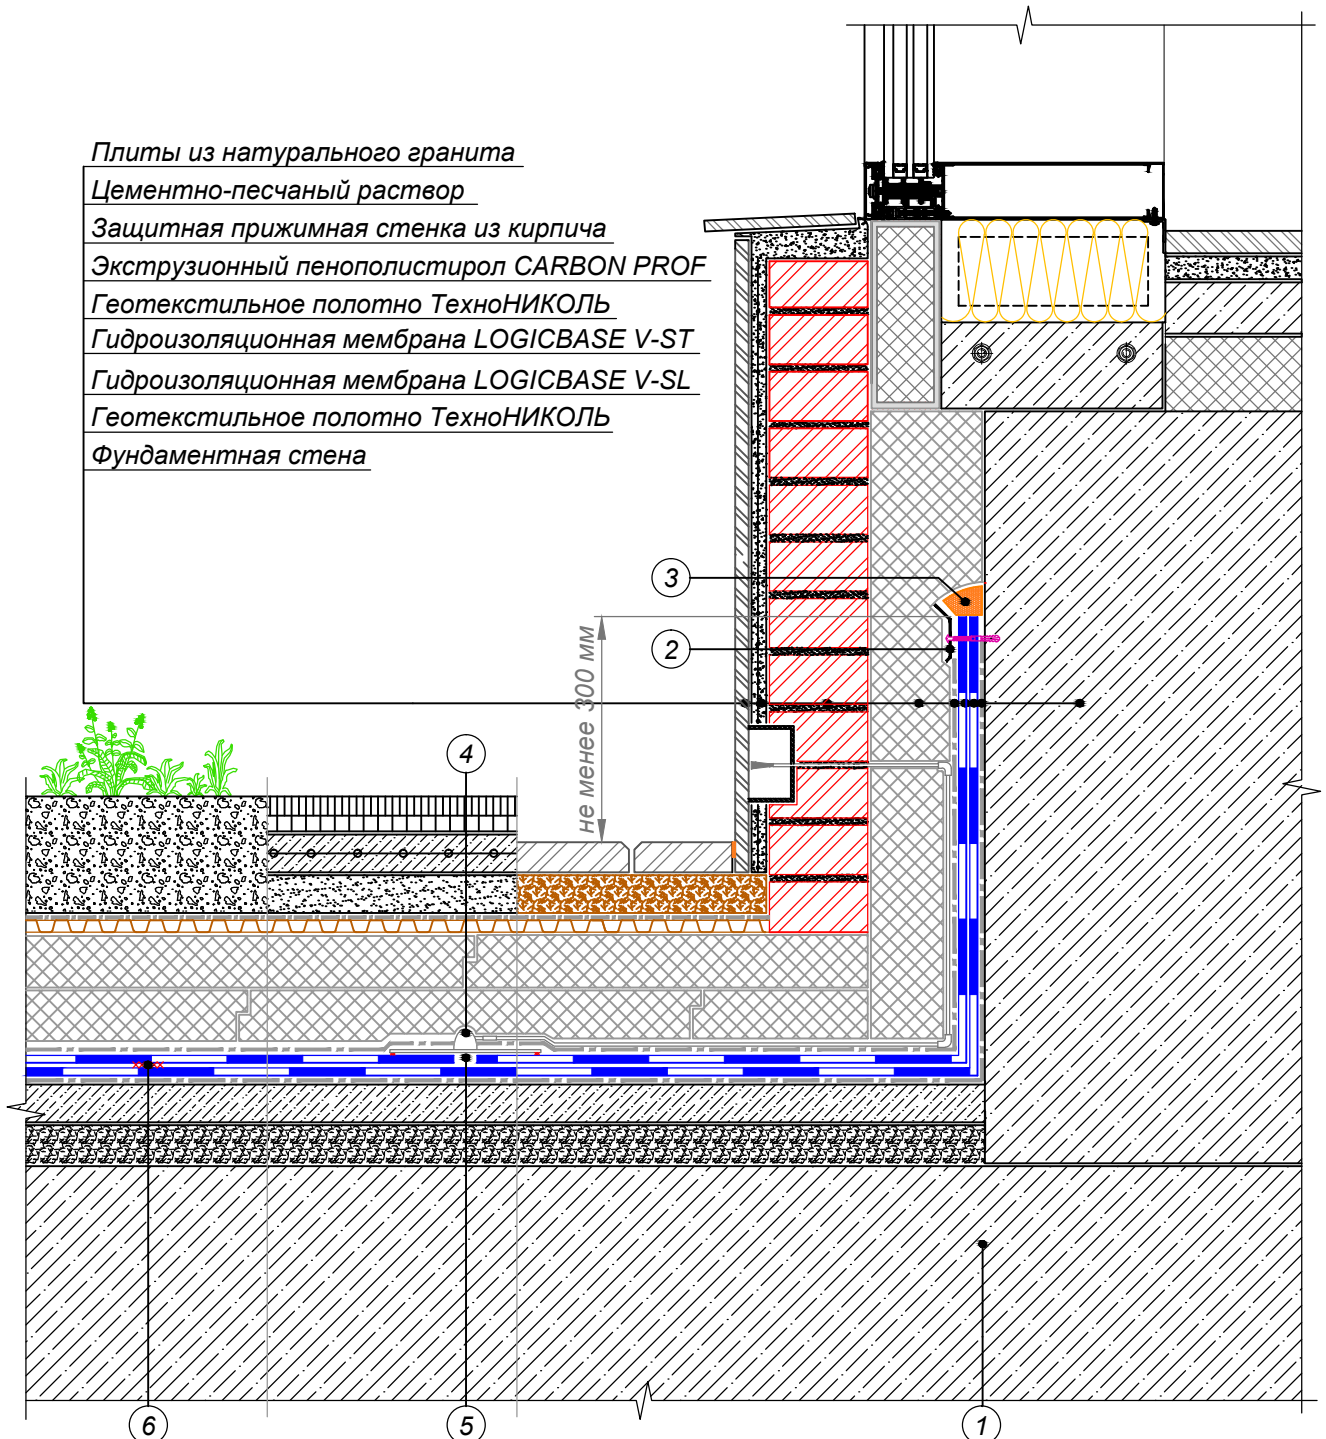 Плиты из натурального гранита
Цементно-песчаный раствор
Защитная прижимная стенка из кирпича
Экструзионный пенополистирол CARBON PROF
Геотекстильное полотно ТехноНИКОЛЬ
Гидроизоляционная мембрана LOGICBASE V-ST
Гидроизоляционная мембрана LOGICBASE V-SL
Геотекстильное полотно ТехноНИКОЛЬ
Фундаментная стена
3
2
не менее 300 мм
4
6
5
1